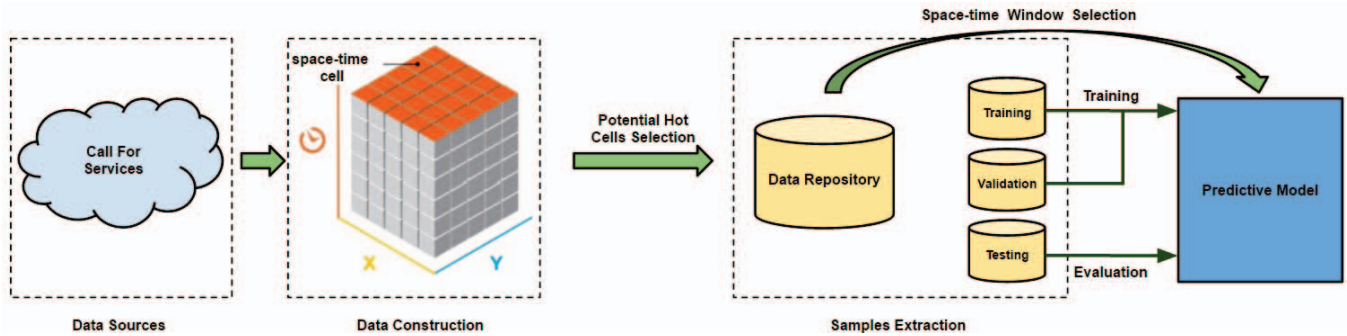 Space-time Window Selection
space-time
cell
Call For
Services
X
Y
Potential Hot
Cells Selection
Data Repository
Training
Validation
Testing
Training
Evaluation
Predictive Model
Data Sources
Data Construction
Samples Extraction